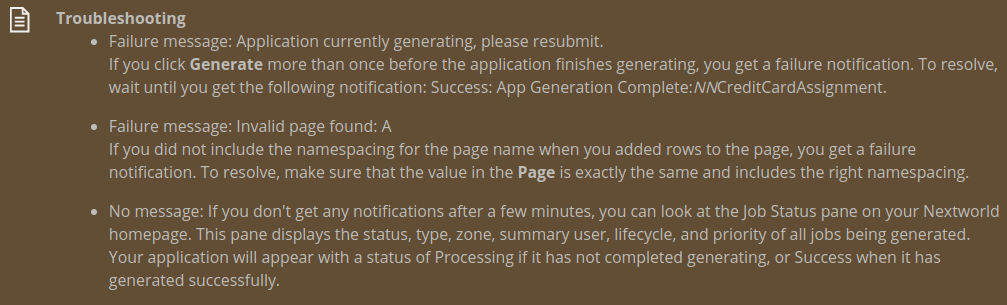 Troubleshooting
• Failure message: Application currently generating, please resubmit.
If you click Generate more than once before the application finishes generating, you get a failure notification. To resolve,
wait until you get the following notification: Success: App Generation Complete:NNCreditCardAssignment.
• Failure message: Invalid page found: A
If you did not include the namespacing for the page name when you added rows to the page, you get a failure
notification. To resolve, make sure that the value in the Page is exactly the same and includes the right namespacing.
• No message: If you don't get any notifications after a few minutes, you can look at the Job Status pane on your Nextworld
homepage. This pane displays the status, type, zone, summary user, lifecycle, and priority of all jobs being generated.
Your application will appear with a status of Processing if it has not completed generating, or Success when it has
generated successfully.